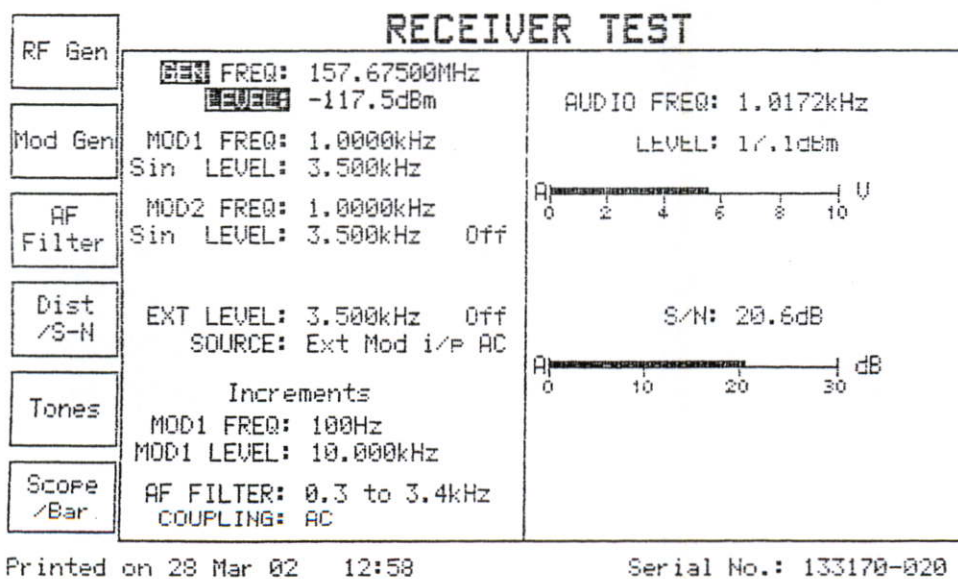 RECEIVER TEST
RF Gen
Mod Gen
AF
Filter
Dist
/S-N
Tones
Scope
/Bar
GEN FREQ: 157.67500MHz
LEVEL: -117.5dBm
MOD1 FREQ: 1.0000kHz
Sin LEVEL: 3.500kHz
MOD2 FREQ: 1.0000kHz
Sin LEVEL: 3.500kHz Off
EXT LEVEL: 3.500kHz Off
SOURCE: Ext Mod i/p AC
Increments
MOD1 FREQ: 100Hz
MOD1 LEVEL: 10.000kHz
AF FILTER: 0.3 to 3.4kHz
COUPLING: AC
AUDIO FREQ: 1.0172kHz
LEVEL: 17.1dBm
A V
0 2 4 6 8 10
S/N: 20.6dB
A dB
0 10 20 30
Printed on 28 Mar 02 12:58
Serial No.: 133170-020